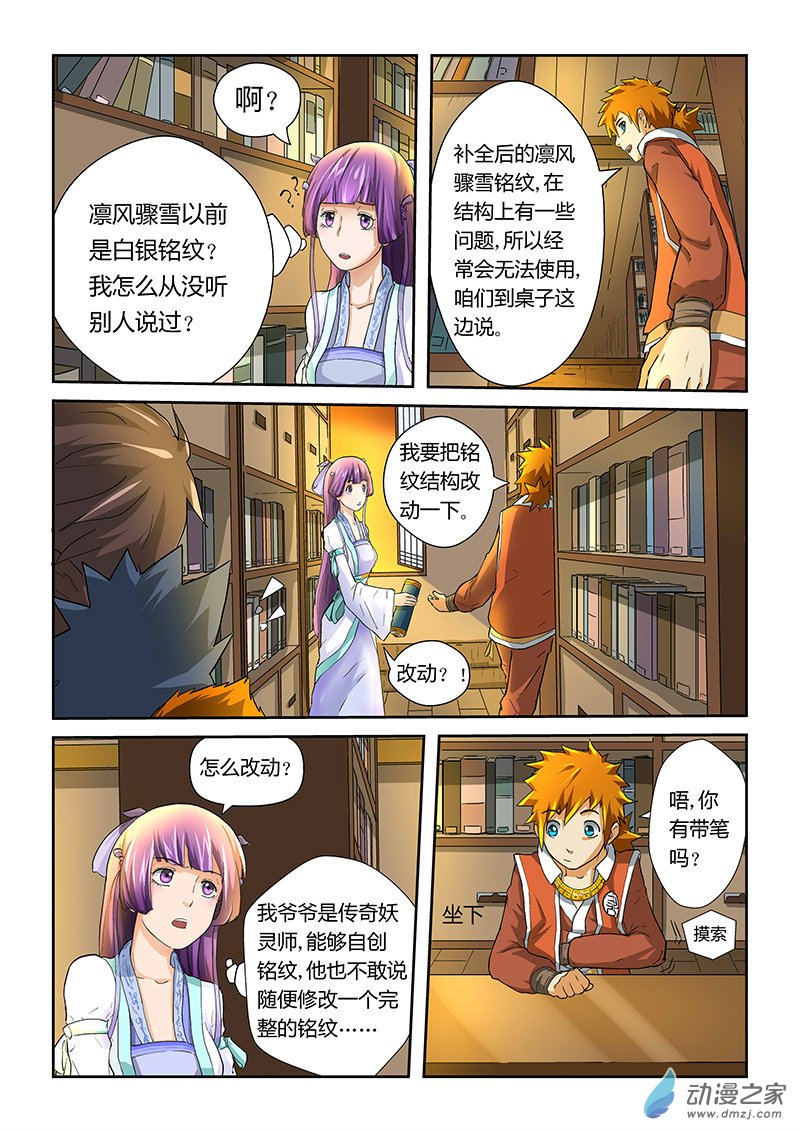 啊？
凛风骤雪以前
是白银铭纹？
我怎么从没听
别人说过？
？？？
补全后的凛风
骤雪铭纹，在
结构上有一些
问题，所以经
常会无法使用，
咱们到桌子这
边说。
我要把铭
纹结构改
动一下。
改动？！
怎么改动？
我爷爷是传奇妖
灵师，能够自创
铭纹，他也不敢说
随便修改一个完
整的铭纹……
唔，你
有带笔
吗？
坐下
摸索
动漫之家
www.dmzj.com